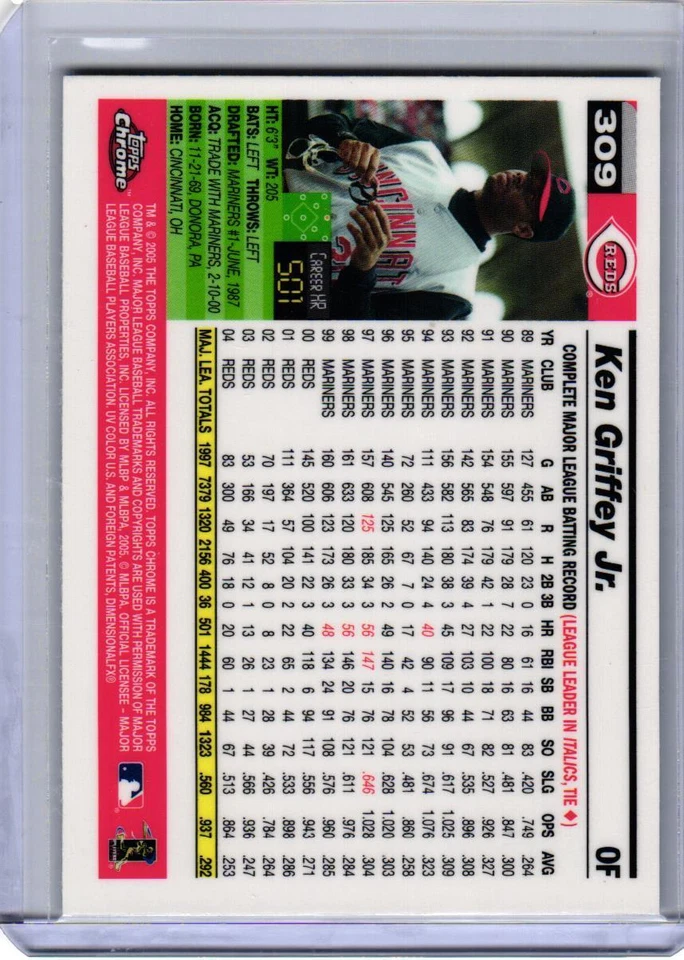 309
REDS
Ken Griffey Jr.
OF
CINCINNATI
CAREER HR
501
HT: 6'3" WT: 205
BATS: LEFT THROWS: LEFT
DRAFTED: MARINERS #1-JUNE, 1987
ACQ: TRADE WITH MARINERS, 2-10-00
BORN: 11-21-69, DONORA, PA
HOME: CINCINNATI, OH
COMPLETE MAJOR LEAGUE BATTING RECORD (LEAGUE LEADER IN ITALICS, TIE ♦)
YR CLUB G AB R H 2B 3B HR RBI SB BB SO SLG OPS AVG
89 MARINERS 127 455 61 120 23 0 16 61 16 44 83 .420 .749 .264
90 MARINERS 155 597 91 179 28 7 22 80 16 63 81 .481 .847 .300
91 MARINERS 154 548 76 179 42 1 22 100 18 71 82 .527 .926 .327
92 MARINERS 142 565 83 174 39 4 27 103 10 44 67 .535 .896 .308
93 MARINERS 156 582 113 180 38 3 45 109 17 96 91 .617 1.025 .309
94 MARINERS 111 433 94 140 24 4 40 90 11 56 73 .674 1.076 .323
95 MARINERS 72 260 52 67 7 0 17 42 4 52 53 .481 .860 .258
96 MARINERS 140 545 125 165 26 2 49 140 16 78 104 .628 1.020 .303
97 MARINERS 157 608 125 185 34 3 56 147 15 76 121 .646 1.028 .304
98 MARINERS 161 633 120 180 33 3 56 146 20 76 121 .611 .976 .284
99 MARINERS 160 606 123 173 26 3 48 134 24 91 108 .576 .960 .285
00 REDS 145 520 100 141 22 3 40 118 6 94 117 .556 .943 .271
01 REDS 111 364 57 104 20 2 22 65 2 44 72 .533 .898 .286
02 REDS 70 197 17 52 8 0 8 23 1 28 39 .426 .784 .264
03 REDS 53 166 34 41 12 1 13 26 1 27 44 .566 .936 .247
04 REDS 83 300 49 76 18 0 20 60 1 44 67 .513 .864 .253
MAJ. LEA. TOTALS 1997 7379 1320 2156 400 36 501 1444 178 984 1323 .560 .937 .292
Topps Chrome™
TM & © 2005 THE TOPPS COMPANY, INC. ALL RIGHTS RESERVED. TOPPS CHROME IS A TRADEMARK OF THE TOPPS
COMPANY, INC. MAJOR LEAGUE BASEBALL TRADEMARKS AND COPYRIGHTS ARE USED WITH PERMISSION OF MAJOR
LEAGUE BASEBALL PROPERTIES, INC. LICENSED BY MLBP & MLBPA, 2005. © MLBPA, OFFICIAL LICENSEE – MAJOR
LEAGUE BASEBALL PLAYERS ASSOCIATION. UV COLOR U.S. AND FOREIGN PATENTS, DIMENSIONALFX®